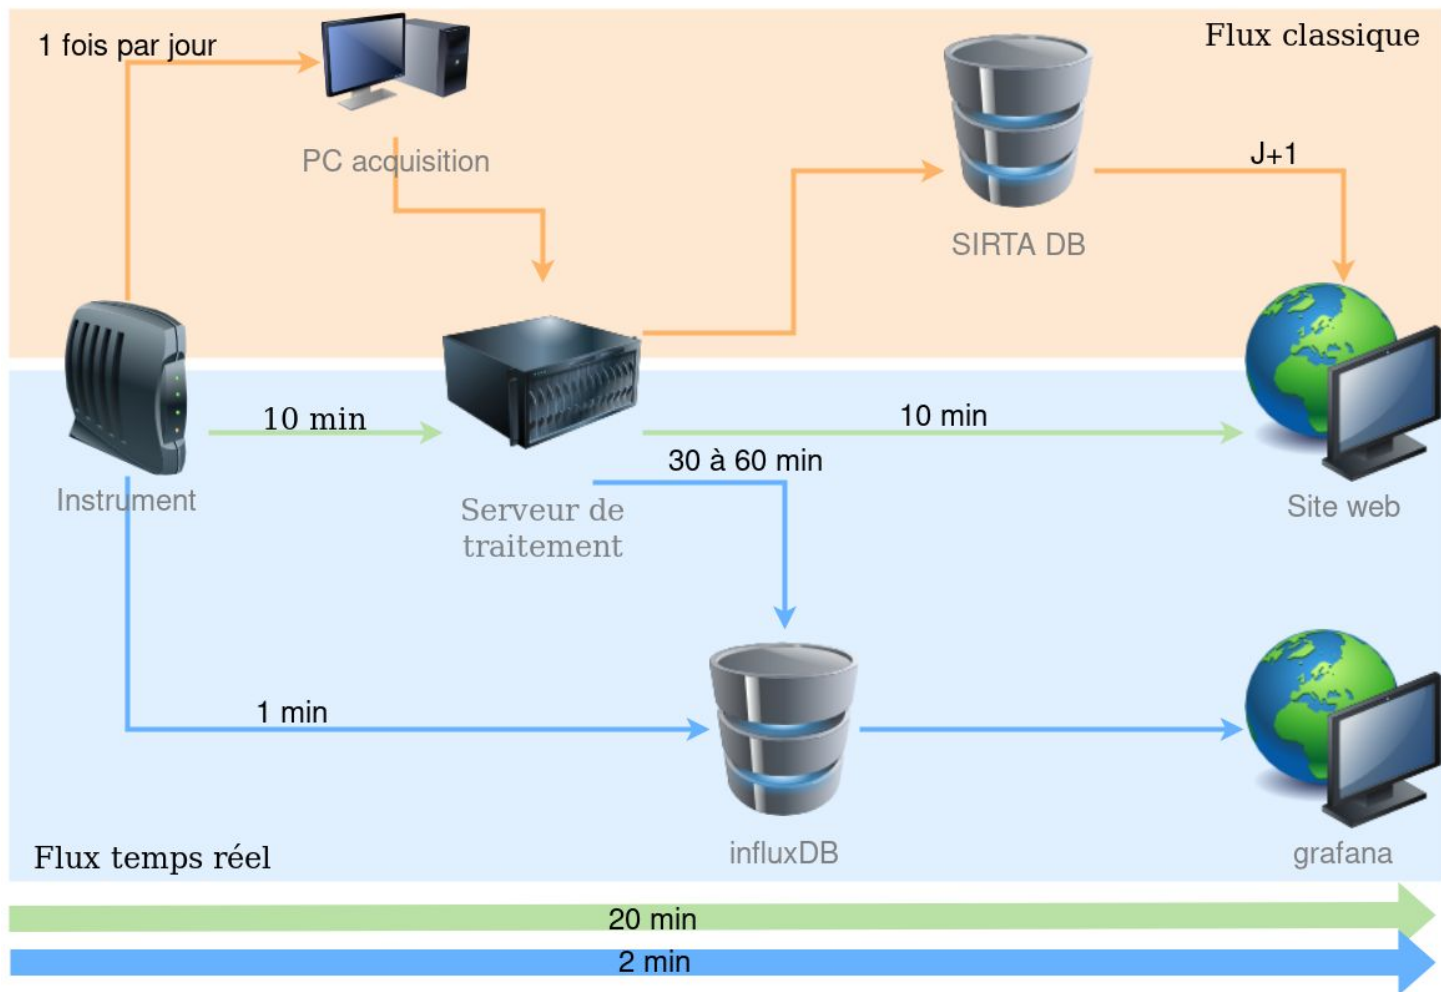 Flux classique
1 fois par jour
PC acquisition
J+1
SIRTA DB
10 min
10 min
30 à 60 min
Instrument
Serveur de
traitement
Site web
1 min
influxDB
grafana
Flux temps réel
20 min
2 min